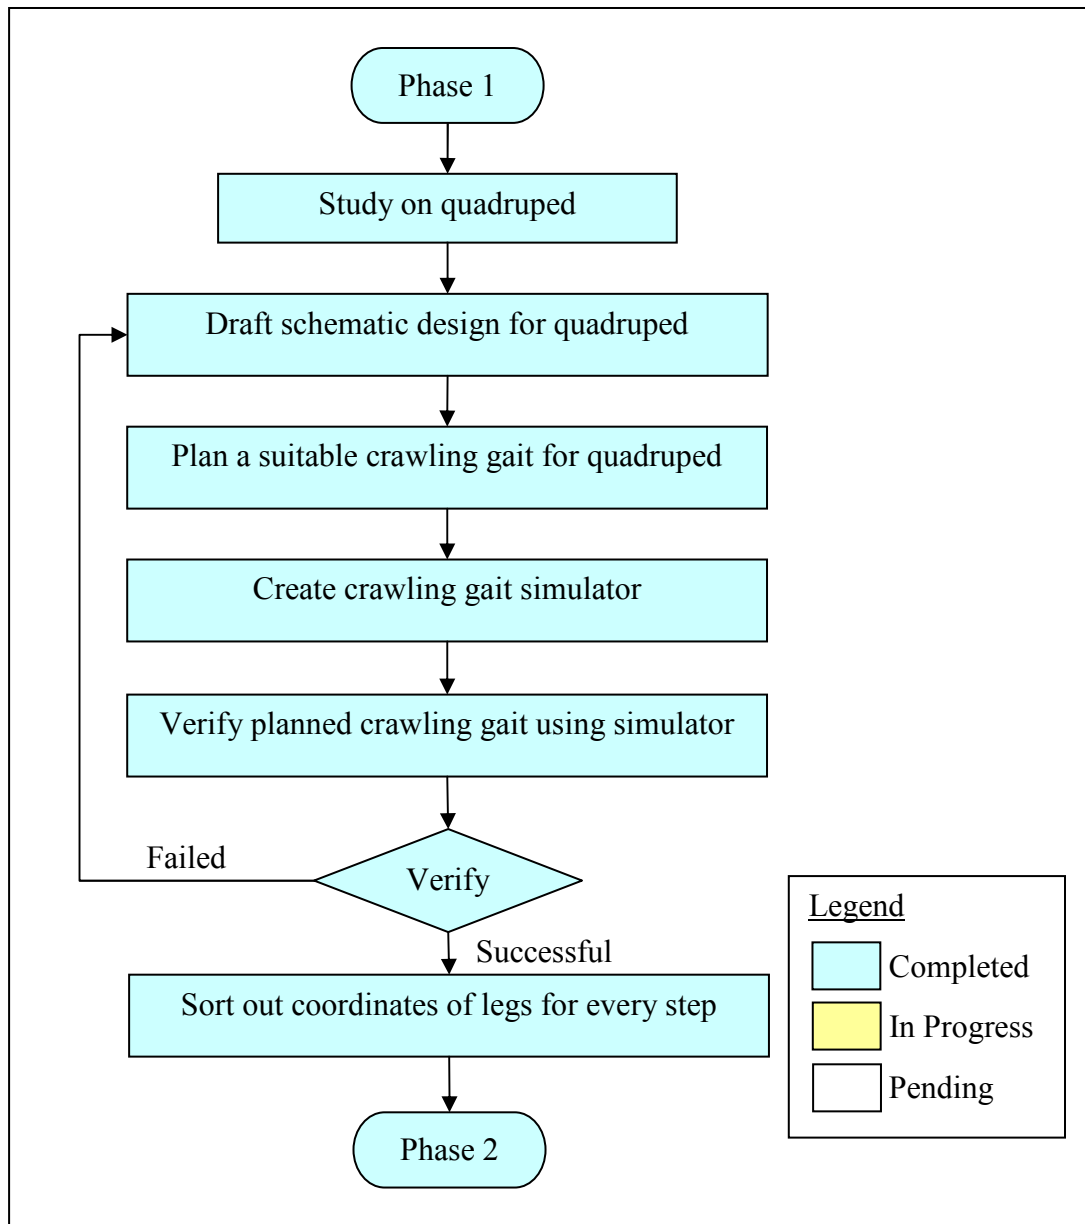 Phase 1
Study on quadruped
Draft schematic design for quadruped
Plan a suitable crawling gait for quadruped
Create crawling gait simulator
Verify planned crawling gait using simulator
Failed
Verify
Successful
Sort out coordinates of legs for every step
Phase 2
Legend
Completed
In Progress
Pending